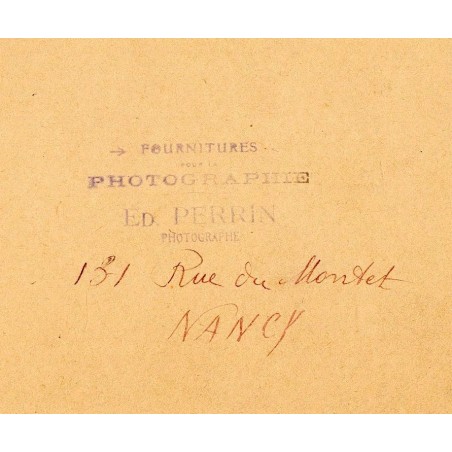 → FOURNITURES
POUR LA
PHOTOGRAPHIE
ED. PERRIN
PHOTOGRAPHE
131 Rue du Montet
NANCY